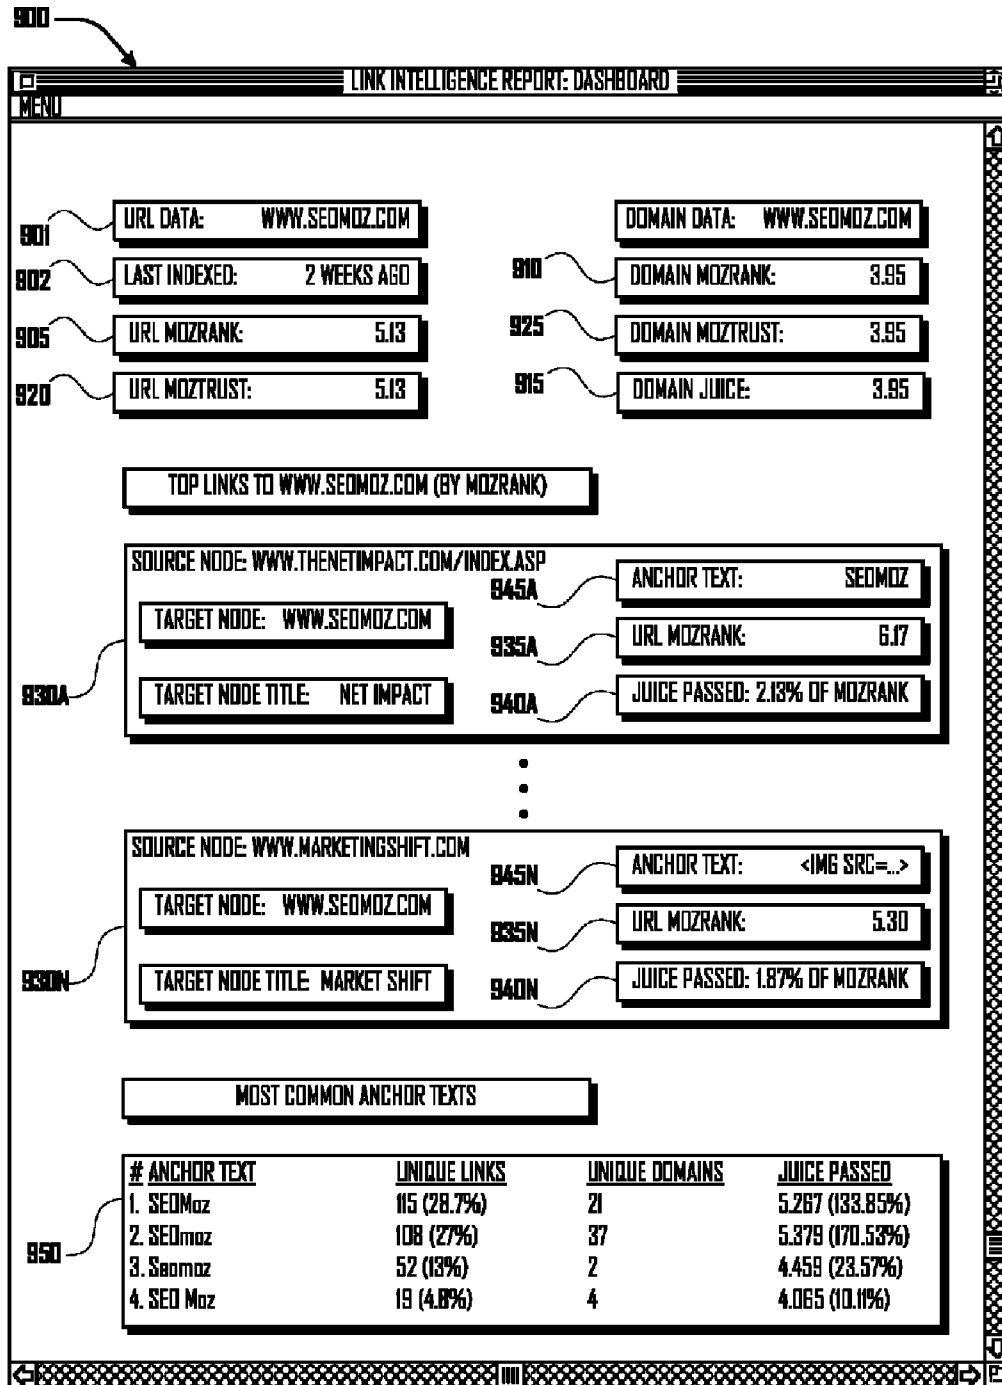 900
LINK INTELLIGENCE REPORT: DASHBOARD
MENU
901
URL DATA: WWW.SEOMOZ.COM
902
LAST INDEXED: 2 WEEKS AGO
905
URL MOZRANK: 5.13
920
URL MOZTRUST: 5.13
DOMAIN DATA: WWW.SEOMOZ.COM
910
DOMAIN MOZRANK: 3.95
925
DOMAIN MOZTRUST: 3.95
915
DOMAIN JUICE: 3.95
TOP LINKS TO WWW.SEOMOZ.COM (BY MOZRANK)
930A
SOURCE NODE: WWW.THENETIMPACT.COM/INDEX.ASP
TARGET NODE: WWW.SEOMOZ.COM
TARGET NODE TITLE: NET IMPACT
945A
ANCHOR TEXT: SEOMOZ
935A
URL MOZRANK: 6.17
940A
JUICE PASSED: 2.13% OF MOZRANK
930N
SOURCE NODE: WWW.MARKETINGSHIFT.COM
TARGET NODE: WWW.SEOMOZ.COM
TARGET NODE TITLE: MARKET SHIFT
945N
ANCHOR TEXT: <IMG SRC=...>
935N
URL MOZRANK: 5.30
940N
JUICE PASSED: 1.87% OF MOZRANK
MOST COMMON ANCHOR TEXTS
950
# ANCHOR TEXT UNIQUE LINKS UNIQUE DOMAINS JUICE PASSED
1. SEOMoz 115 (28.7%) 21 5.267 (133.85%)
2. SEOmoz 108 (27%) 37 5.379 (170.53%)
3. Seomoz 52 (13%) 2 4.459 (23.57%)
4. SEO Moz 19 (4.8%) 4 4.065 (10.11%)